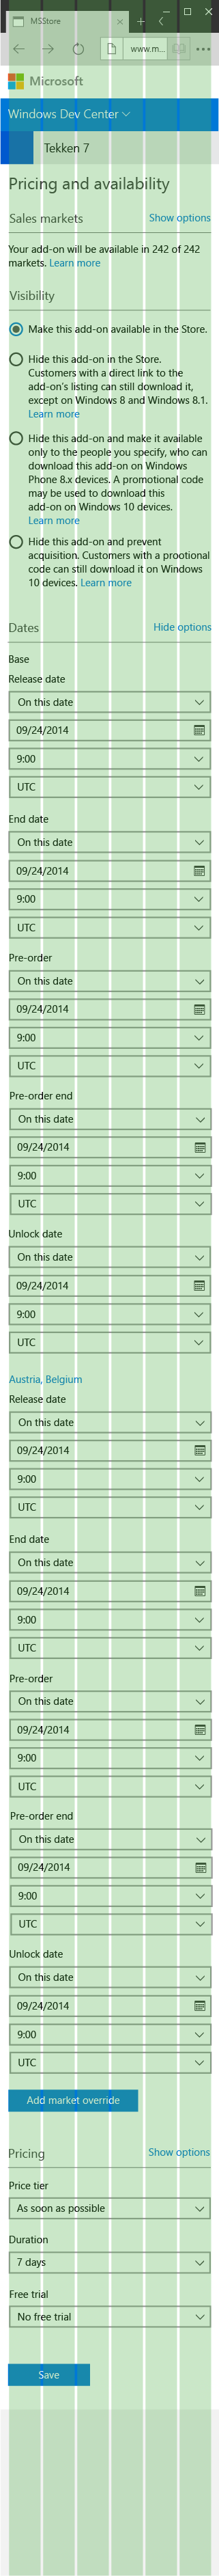 MSStore
www.m...
Microsoft
Windows Dev Center
Tekken 7
Pricing and availability
Sales markets
Show options
Your add-on will be available in 242 of 242
markets. Learn more
Visibility
Make this add-on available in the Store.
Hide this add-on in the Store.
Customers with a direct link to the
add-on's listing can still download it,
except on Windows 8 and Windows 8.1.
Learn more
Hide this add-on and make it available
only to the people you specify, who can
download this add-on on Windows
Phone 8.x devices. A promotional code
may be used to download this
add-on on Windows 10 devices.
Learn more
Hide this add-on and prevent
acquisition. Customers with a prootional
code can still download it on Windows
10 devices. Learn more
Dates
Hide options
Base
Release date
On this date
09/24/2014
9:00
UTC
End date
On this date
09/24/2014
9:00
UTC
Pre-order
On this date
09/24/2014
9:00
UTC
Pre-order end
On this date
09/24/2014
9:00
UTC
Unlock date
On this date
09/24/2014
9:00
UTC
Austria, Belgium
Release date
On this date
09/24/2014
9:00
UTC
End date
On this date
09/24/2014
9:00
UTC
Pre-order
On this date
09/24/2014
9:00
UTC
Pre-order end
On this date
09/24/2014
9:00
UTC
Unlock date
On this date
09/24/2014
9:00
UTC
Add market override
Pricing
Show options
Price tier
As soon as possible
Duration
7 days
Free trial
No free trial
Save